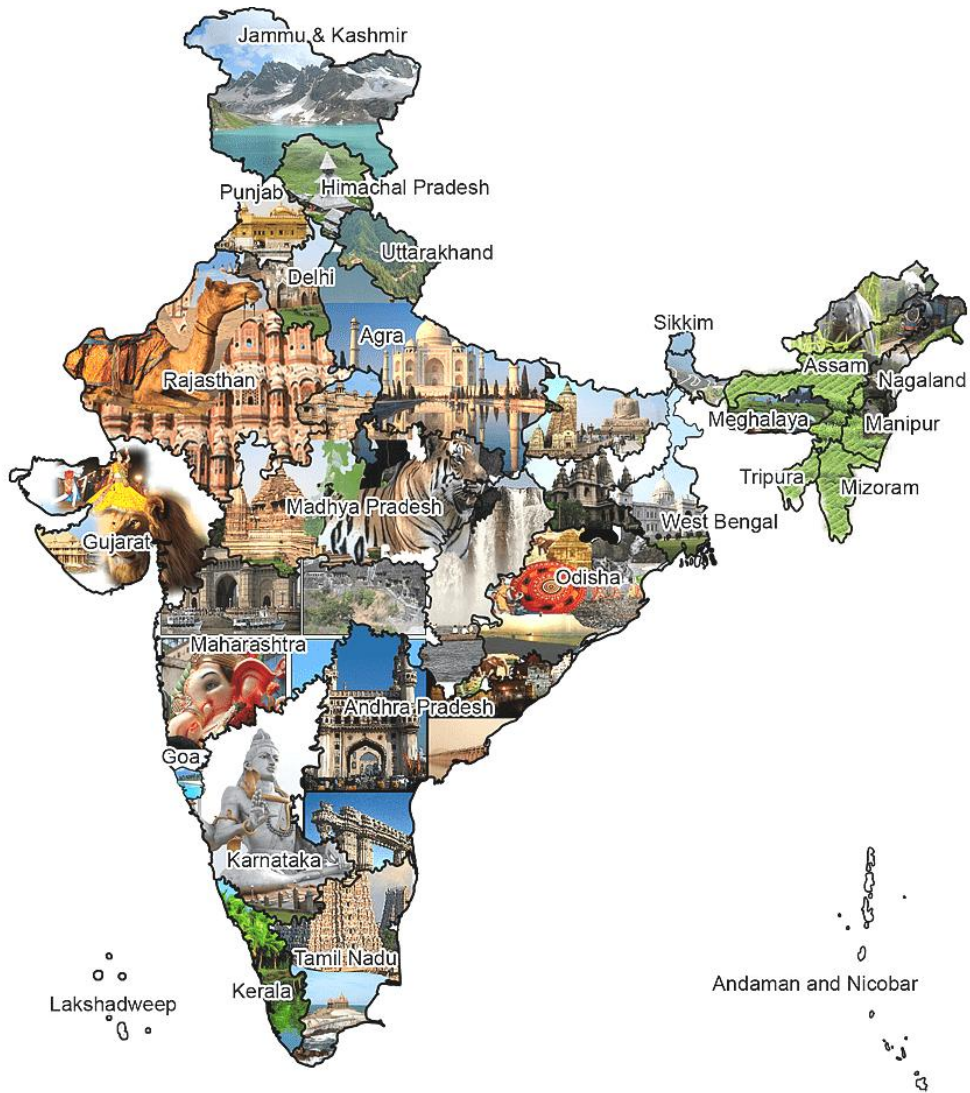 Jammu & Kashmir
Punjab
Himachal Pradesh
Uttarakhand
Delhi
Sikkim
Agra
Assam
Rajasthan
Nagaland
Meghalaya
Manipur
Tripura
Mizoram
Madhya Pradesh
West Bengal
Gujarat
Odisha
Maharashtra
Andhra Pradesh
Goa
Karnataka
Tamil Nadu
Kerala
Lakshadweep
Andaman and Nicobar